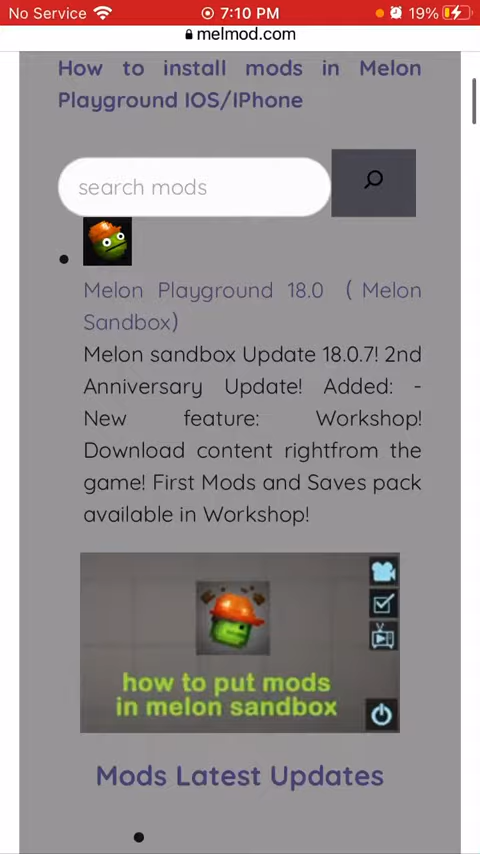 No Service 7:10 PM 19%
melmod.com
How to install mods in Melon
Playground IOS/IPhone
search mods
Melon Playground 18.0 ( Melon
Sandbox)
Melon sandbox Update 18.0.7! 2nd
Anniversary Update! Added: -
New feature: Workshop!
Download content rightfrom the
game! First Mods and Saves pack
available in Workshop!
how to put mods
in melon sandbox
Mods Latest Updates